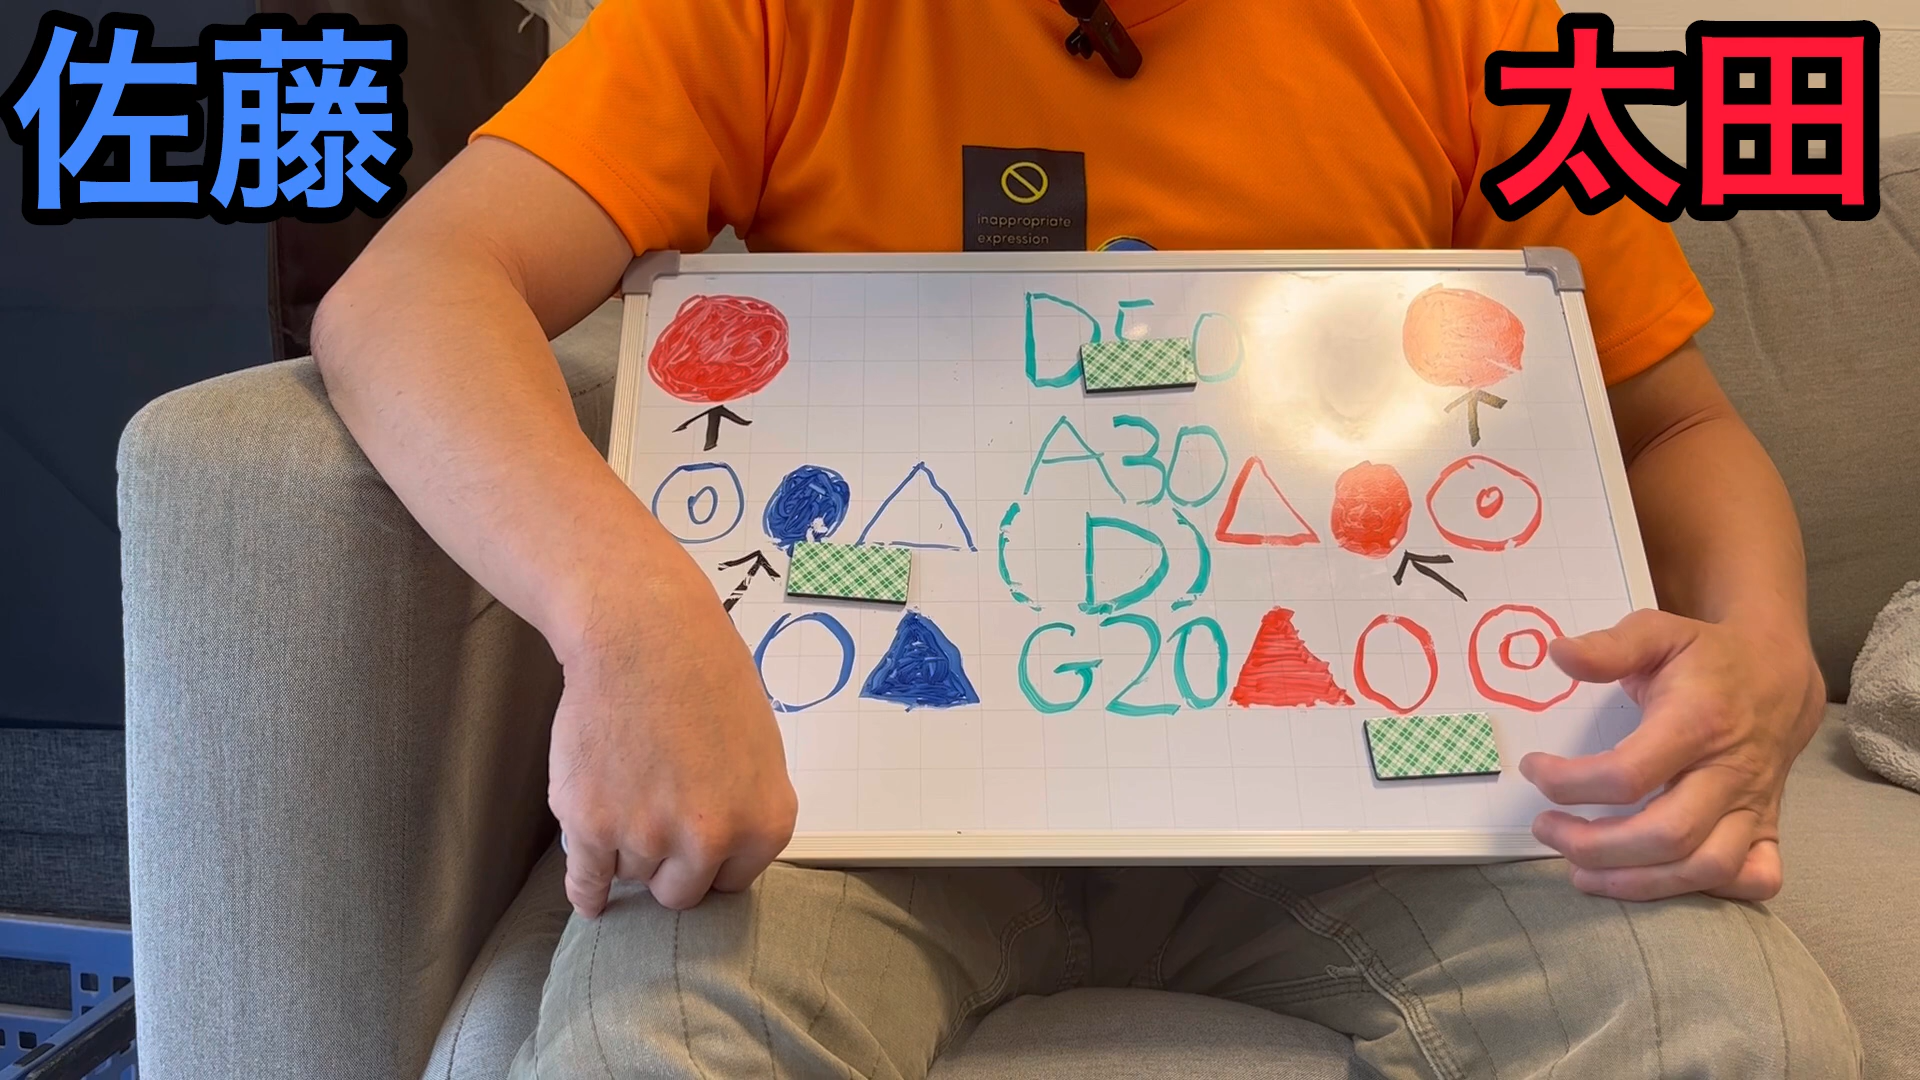 佐藤
太田
inappropriate
expression
D50
A30
(D)
G20